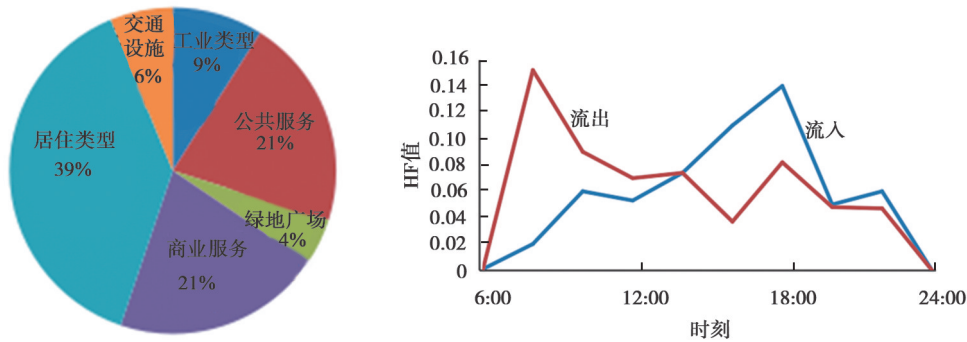 交通
设施
6%
工业类型
9%
公共服务
21%
绿地广场
4%
商业服务
21%
居住类型
39%
HF值
0.16
0.14
0.12
0.10
0.08
0.06
0.04
0.02
0
流出
流入
6:00
12:00
18:00
24:00
时刻